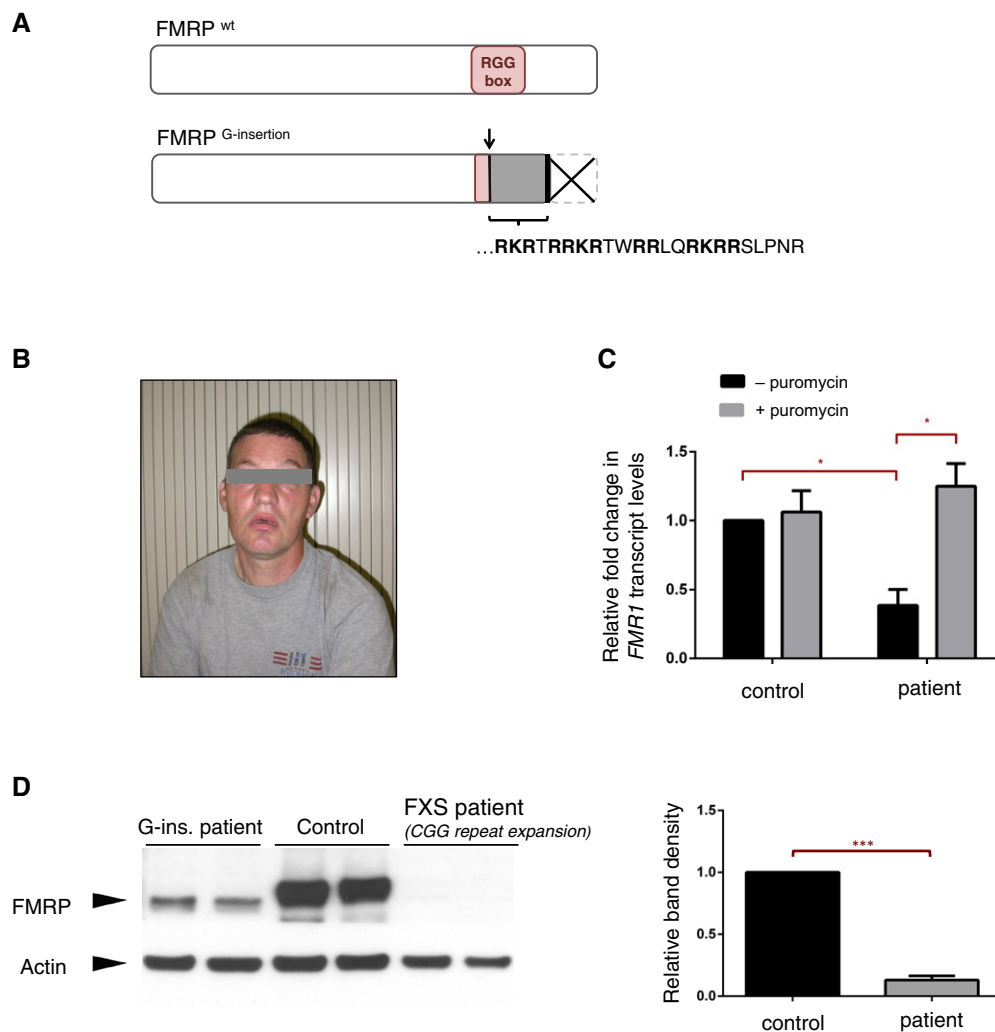 A
FMRP wt
RGG
box
FMRP G-insertion
...RKRTRRKRTWRRLQRKRRSLPNR
B
C
– puromycin
+ puromycin
Relative fold change in
FMR1 transcript levels
1.5
1.0
0.5
0.0
*
*
control
patient
D
G-ins. patient
Control
FXS patient
(CGG repeat expansion)
FMRP
Actin
Relative band density
1.5
1.0
0.5
0.0
***
control
patient